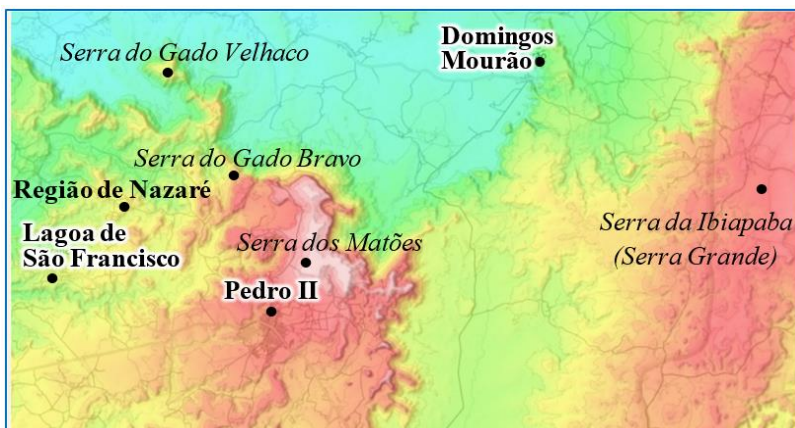 Serra do Gado Velhaco
Domingos
Mourão
Serra do Gado Bravo
Região de Nazaré
Lagoa de
São Francisco
Serra dos Matões
Pedro II
Serra da Ibiapaba
(Serra Grande)